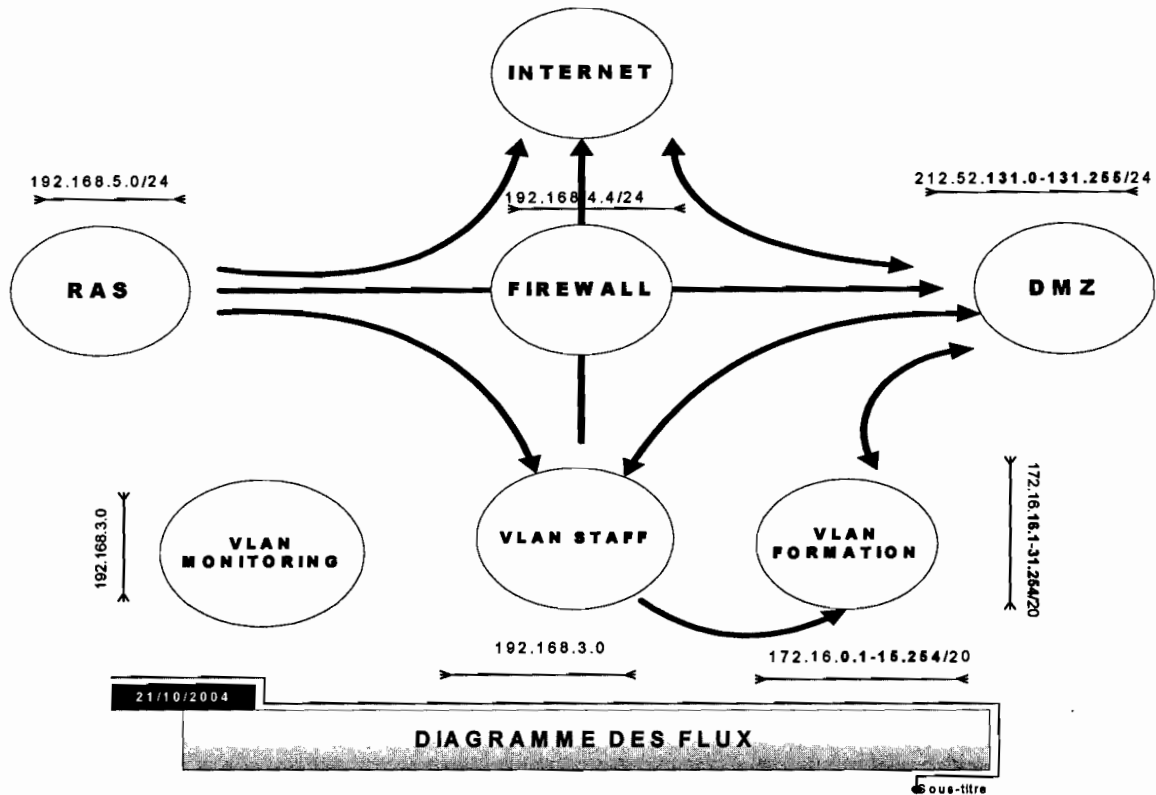 INTERNET
192.168.5.0/24
192.168.4.4/24
212.52.131.0-131.255/24
RAS
FIREWALL
DMZ
192.168.3.0
VLAN
MONITORING
VLAN STAFF
VLAN
FORMATION
172.16.16.1-31.254/20
192.168.3.0
172.16.0.1-15.254/20
21/10/2004
DIAGRAMME DES FLUX
Sous-titre